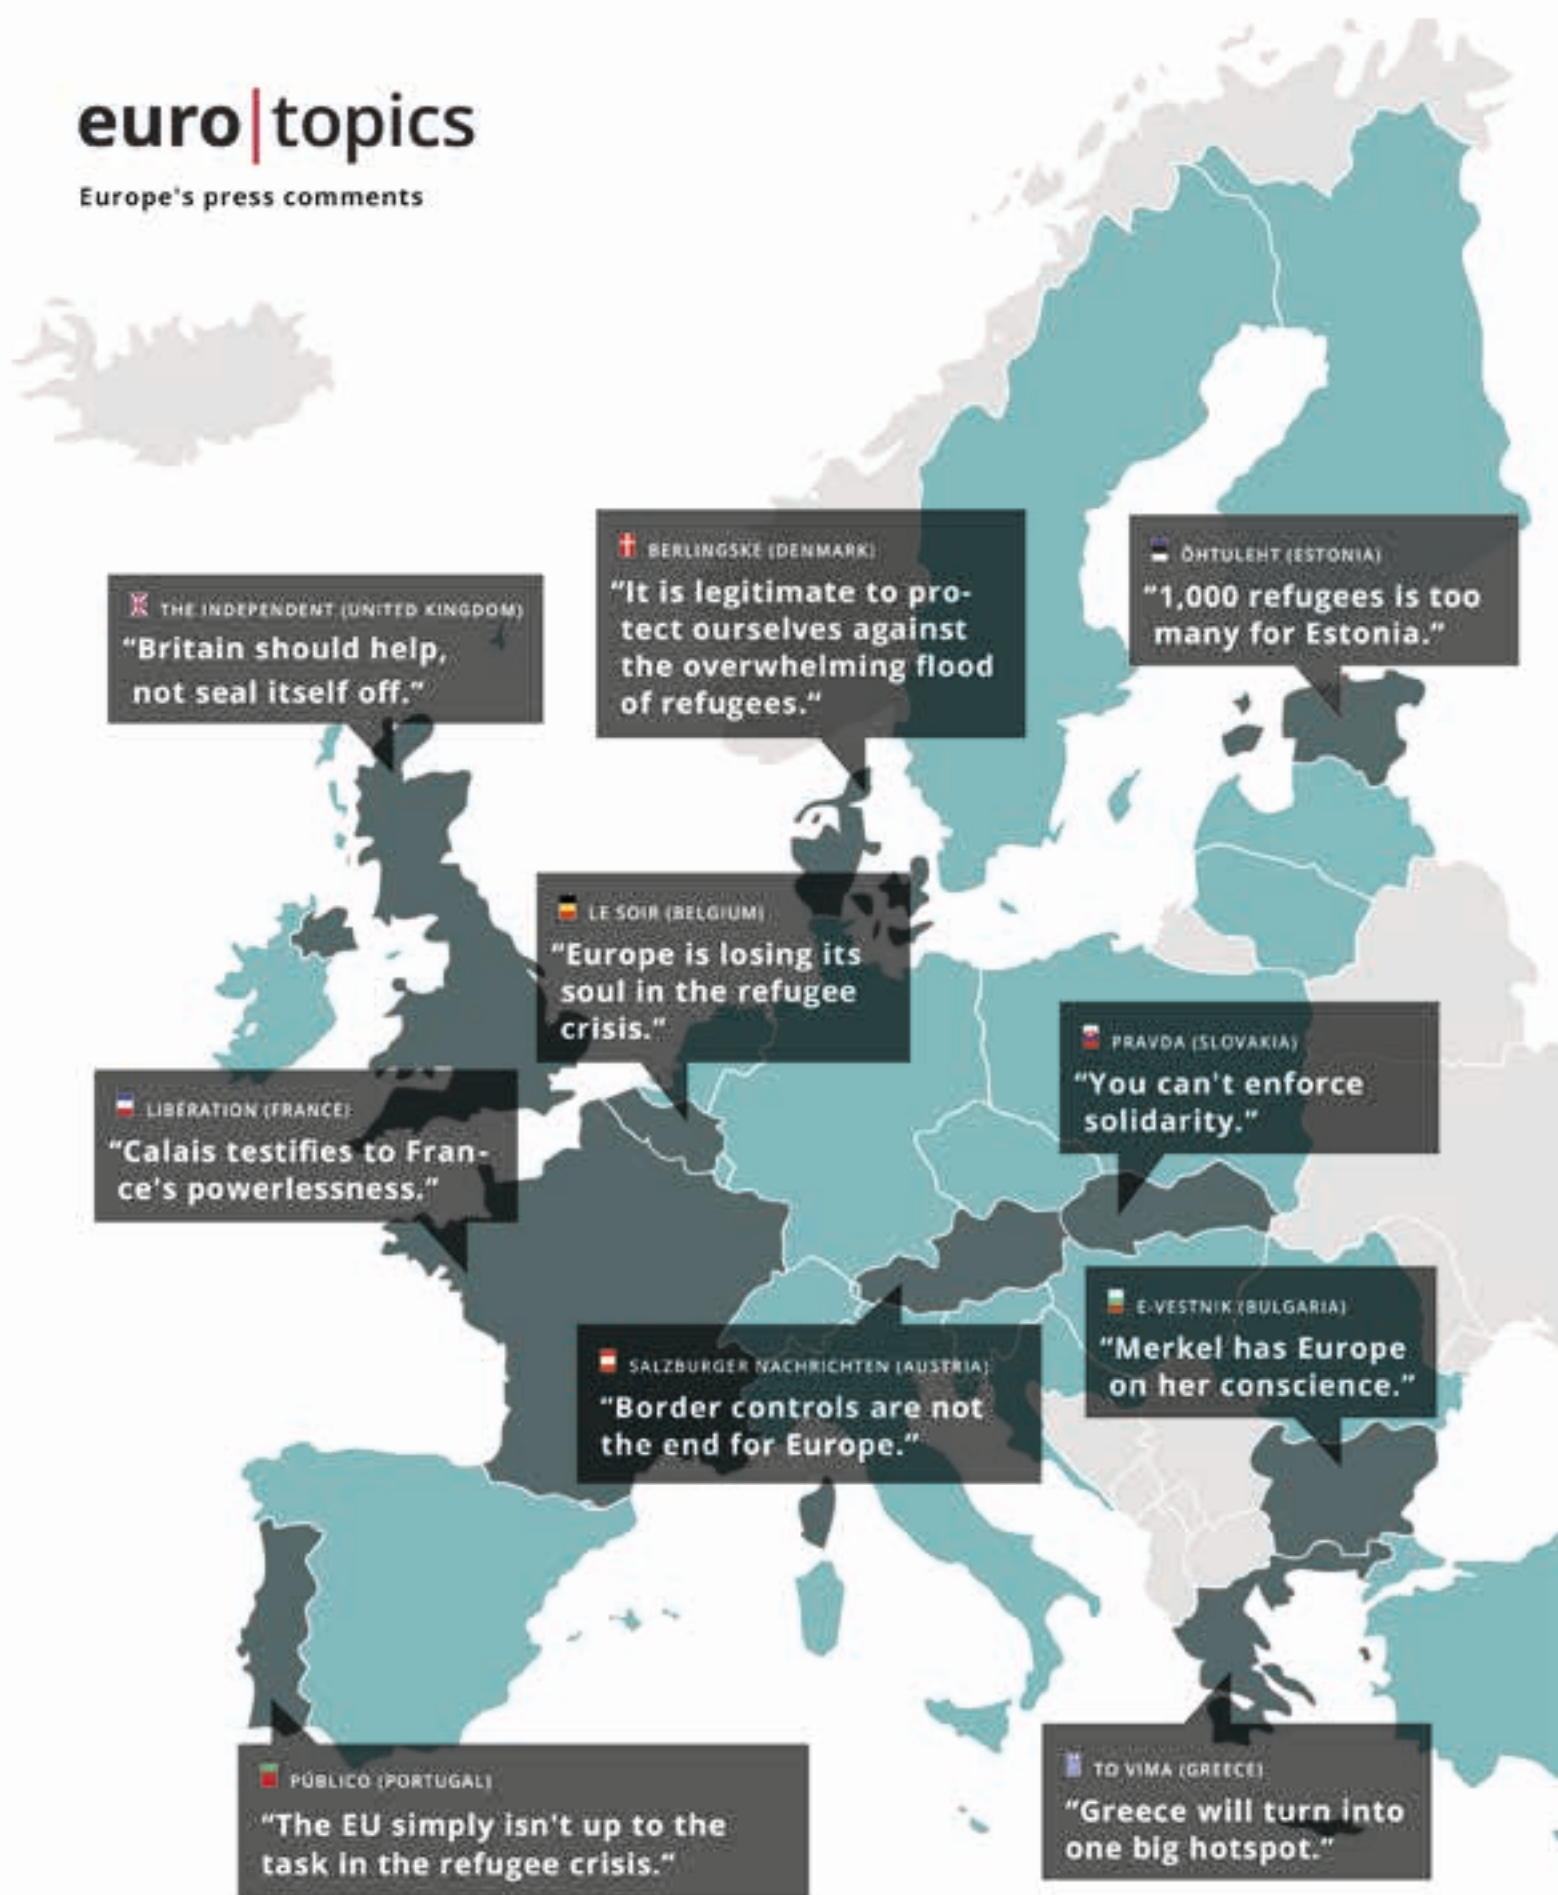 euro|topics
Europe's press comments
BERLINGSKE (DENMARK)
“It is legitimate to pro-
tect ourselves against
the overwhelming flood
of refugees.“
ÕHTULEHT (ESTONIA)
“1,000 refugees is too
many for Estonia.“
THE INDEPENDENT (UNITED KINGDOM)
“Britain should help,
not seal itself off.“
LE SOIR (BELGIUM)
“Europe is losing its
soul in the refugee
crisis.“
PRAVDA (SLOVAKIA)
“You can't enforce
solidarity.“
LIBÉRATION (FRANCE)
“Calais testifies to Fran-
ce's powerlessness.“
E-VESTNIK (BULGARIA)
“Merkel has Europe
on her conscience.“
SALZBURGER NACHRICHTEN (AUSTRIA)
“Border controls are not
the end for Europe.“
PÚBLICO (PORTUGAL)
“The EU simply isn't up to the
task in the refugee crisis.“
TO VIMA (GREECE)
“Greece will turn into
one big hotspot.“